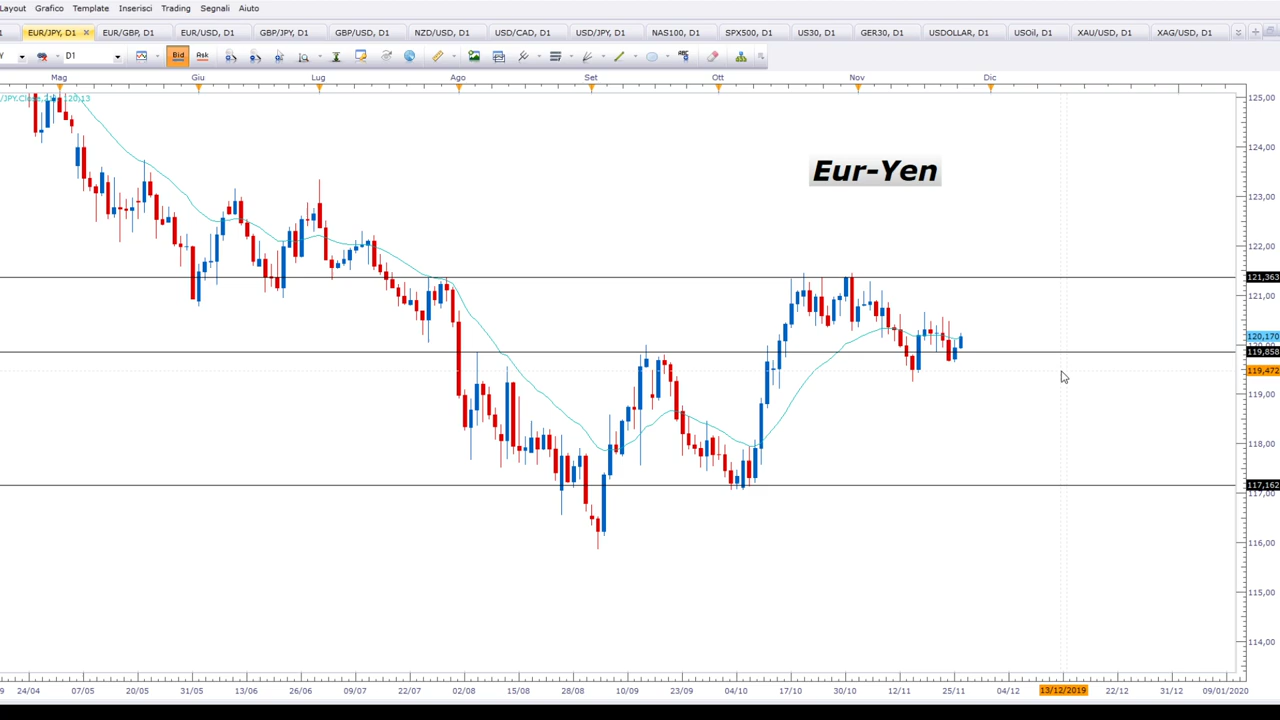 Layout Grafico Template Inserisci Trading Segnali Aiuto
1 EUR/JPY, D1 EUR/GBP, D1 EUR/USD, D1 GBP/JPY, D1 GBP/USD, D1 NZD/USD, D1 USD/CAD, D1 USD/JPY, D1 NAS100, D1 SPX500, D1 US30, D1 GER30, D1 USDOLLAR, D1 USOil, D1 XAU/USD, D1 XAG/USD, D1
Y D1 Bid Ask ABC
Mag Giu Lug Ago Set Ott Nov Dic
125,00
124,00
Eur-Yen
123,00
122,00
121,363
121,00
120,170
119,858
119,472
119,00
118,00
117,162
117,00
116,00
115,00
114,00
9 24/04 07/05 20/05 31/05 13/06 26/06 09/07 22/07 02/08 15/08 28/08 10/09 23/09 04/10 17/10 30/10 12/11 25/11 04/12 13/12/2019 22/12 31/12 09/01/2020